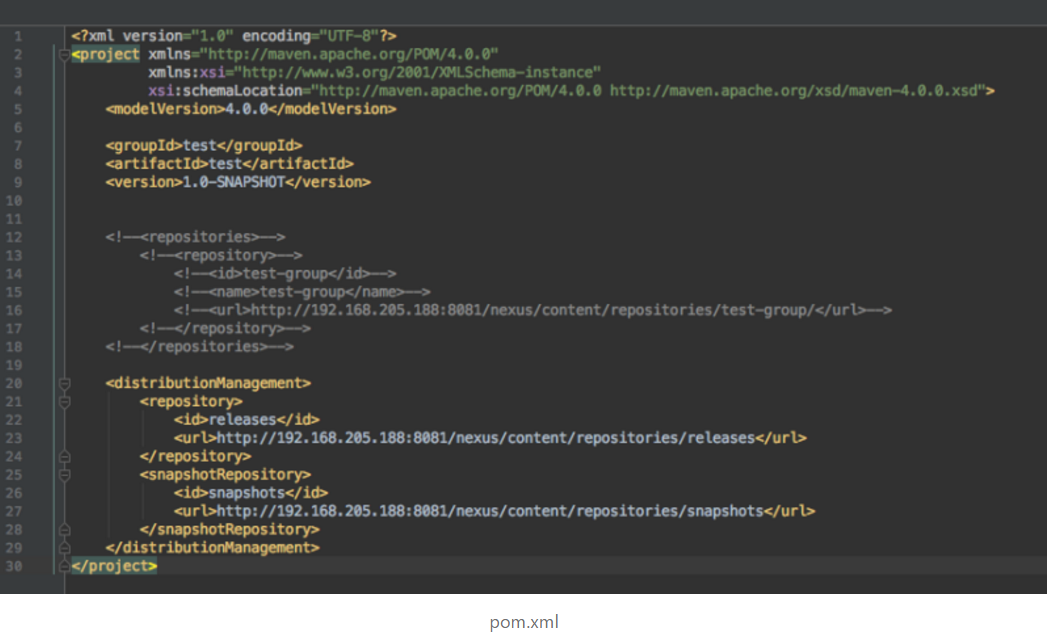 1 <?xml version="1.0" encoding="UTF-8"?>
2 <project xmlns="http://maven.apache.org/POM/4.0.0"
3 xmlns:xsi="http://www.w3.org/2001/XMLSchema-instance"
4 xsi:schemaLocation="http://maven.apache.org/POM/4.0.0 http://maven.apache.org/xsd/maven-4.0.0.xsd">
5 <modelVersion>4.0.0</modelVersion>
6
7 <groupId>test</groupId>
8 <artifactId>test</artifactId>
9 <version>1.0-SNAPSHOT</version>
10
11
12 <!--<repositories>-->
13 <!--<repository>-->
14 <!--<id>test-group</id>-->
15 <!--<name>test-group</name>-->
16 <!--<url>http://192.168.205.188:8081/nexus/content/repositories/test-group/</url>-->
17 <!--</repository>-->
18 <!--</repositories>-->
19
20 <distributionManagement>
21 <repository>
22 <id>releases</id>
23 <url>http://192.168.205.188:8081/nexus/content/repositories/releases</url>
24 </repository>
25 <snapshotRepository>
26 <id>snapshots</id>
27 <url>http://192.168.205.188:8081/nexus/content/repositories/snapshots</url>
28 </snapshotRepository>
29 </distributionManagement>
30 </project>
pom.xml